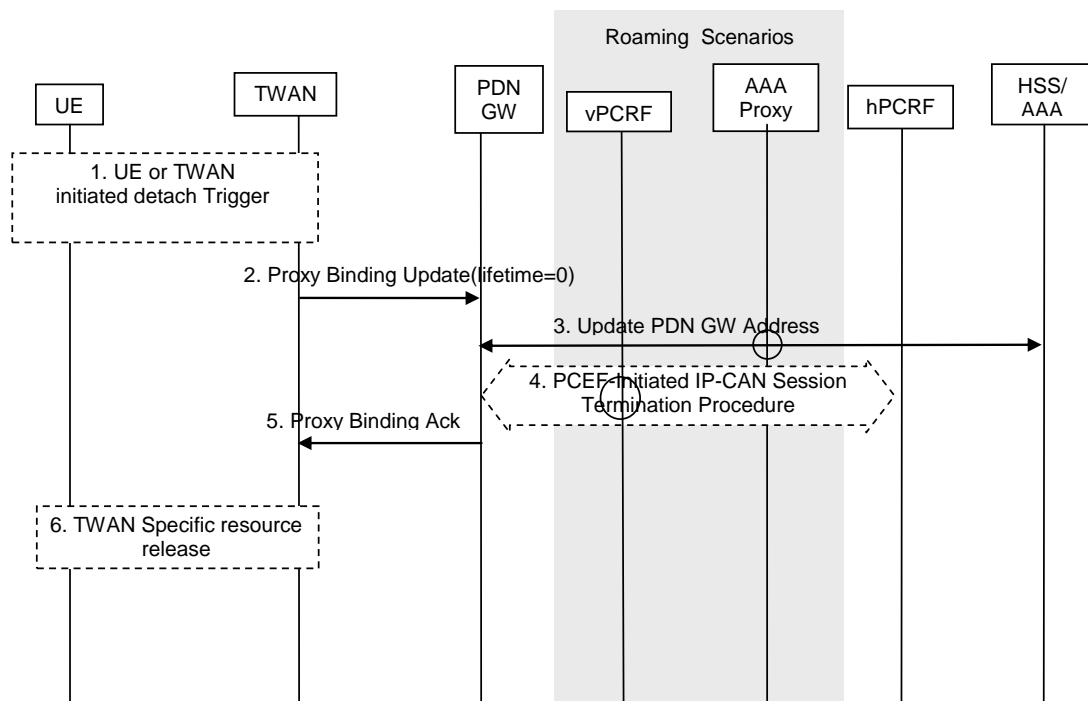 Roaming Scenarios
UE
TWAN
PDN
GW
vPCRF
AAA
Proxy
hPCRF
HSS/
AAA
1. UE or TWAN
initiated detach Trigger
2. Proxy Binding Update(lifetime=0)
3. Update PDN GW Address
4. PCEF-Initiated IP-CAN Session
Termination Procedure
5. Proxy Binding Ack
6. TWAN Specific resource
release